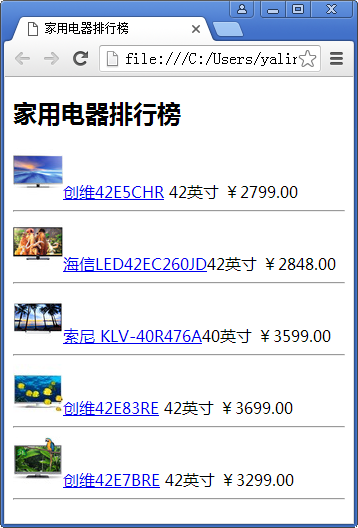 家用电器排行榜
file:///C:/Users/yalir
家用电器排行榜
创维42E5CHR 42英寸 ￥2799.00
海信LED42EC260JD42英寸 ￥2848.00
索尼 KLV-40R476A40英寸 ￥3599.00
创维42E83RE 42英寸 ￥3699.00
创维42E7BRE 42英寸 ￥3299.00